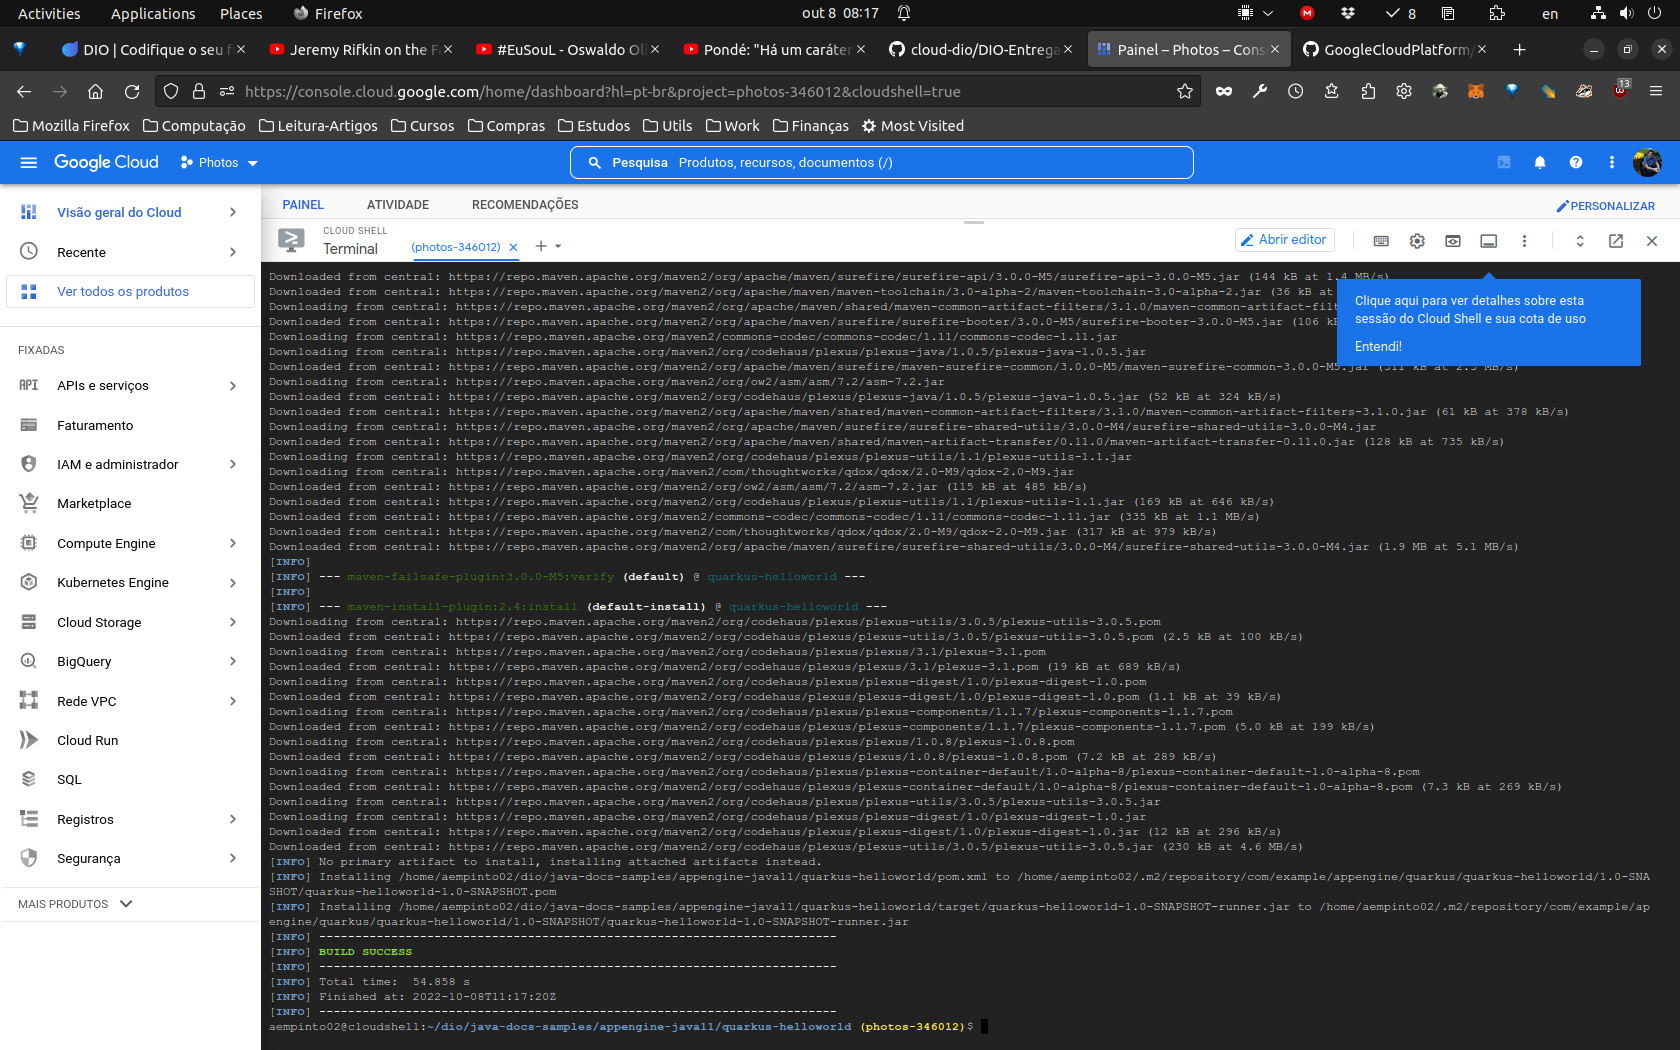 Activities Applications Places Firefox out 8 08:17 8 en
DIO | Codifique o seu f Jeremy Rifkin on the F #EuSouL - Oswaldo Oli Pondé: "Há um caráter cloud-dio/DIO-Entrega Painel – Photos – Cons GoogleCloudPlatform/
https://console.cloud.google.com/home/dashboard?hl=pt-br&project=photos-346012&cloudshell=true 13
Mozilla Firefox Computação Leitura-Artigos Cursos Compras Estudos Utils Work Finanças Most Visited
Google Cloud Photos Pesquisa Produtos, recursos, documentos (/)
Visão geral do Cloud
Recente
Ver todos os produtos
FIXADAS
API APIs e serviços
Faturamento
IAM e administrador
Marketplace
Compute Engine
Kubernetes Engine
Cloud Storage
BigQuery
Rede VPC
Cloud Run
SQL
Registros
Segurança
MAIS PRODUTOS
PAINEL ATIVIDADE RECOMENDAÇÕES PERSONALIZAR
CLOUD SHELL
Terminal (photos-346012) Abrir editor
Clique aqui para ver detalhes sobre esta
sessão do Cloud Shell e sua cota de uso
Entendi!
Downloaded from central: https://repo.maven.apache.org/maven2/org/apache/maven/surefire/surefire-api/3.0.0-M5/surefire-api-3.0.0-M5.jar (144 kB at 1.4 MB/s)
Downloaded from central: https://repo.maven.apache.org/maven2/org/apache/maven/maven-toolchain/3.0-alpha-2/maven-toolchain-3.0-alpha-2.jar (36 kB at
Downloading from central: https://repo.maven.apache.org/maven2/org/apache/maven/shared/maven-common-artifact-filters/3.1.0/maven-common-artifact-filt
Downloaded from central: https://repo.maven.apache.org/maven2/org/apache/maven/surefire/surefire-booter/3.0.0-M5/surefire-booter-3.0.0-M5.jar (106 kB
Downloading from central: https://repo.maven.apache.org/maven2/commons-codec/commons-codec/1.11/commons-codec-1.11.jar
Downloading from central: https://repo.maven.apache.org/maven2/org/codehaus/plexus/plexus-java/1.0.5/plexus-java-1.0.5.jar
Downloaded from central: https://repo.maven.apache.org/maven2/org/apache/maven/surefire/maven-surefire-common/3.0.0-M5/maven-surefire-common-3.0.0-M5.jar (311 kB at 2.3 MB/s)
Downloading from central: https://repo.maven.apache.org/maven2/org/ow2/asm/asm/7.2/asm-7.2.jar
Downloaded from central: https://repo.maven.apache.org/maven2/org/codehaus/plexus/plexus-java/1.0.5/plexus-java-1.0.5.jar (52 kB at 324 kB/s)
Downloaded from central: https://repo.maven.apache.org/maven2/org/apache/maven/shared/maven-common-artifact-filters/3.1.0/maven-common-artifact-filters-3.1.0.jar (61 kB at 378 kB/s)
Downloading from central: https://repo.maven.apache.org/maven2/org/apache/maven/surefire/surefire-shared-utils/3.0.0-M4/surefire-shared-utils-3.0.0-M4.jar
Downloaded from central: https://repo.maven.apache.org/maven2/org/apache/maven/shared/maven-artifact-transfer/0.11.0/maven-artifact-transfer-0.11.0.jar (128 kB at 735 kB/s)
Downloading from central: https://repo.maven.apache.org/maven2/org/codehaus/plexus/plexus-utils/1.1/plexus-utils-1.1.jar
Downloading from central: https://repo.maven.apache.org/maven2/com/thoughtworks/qdox/qdox/2.0-M9/qdox-2.0-M9.jar
Downloaded from central: https://repo.maven.apache.org/maven2/org/ow2/asm/asm/7.2/asm-7.2.jar (115 kB at 485 kB/s)
Downloaded from central: https://repo.maven.apache.org/maven2/org/codehaus/plexus/plexus-utils/1.1/plexus-utils-1.1.jar (169 kB at 646 kB/s)
Downloaded from central: https://repo.maven.apache.org/maven2/commons-codec/commons-codec/1.11/commons-codec-1.11.jar (335 kB at 1.1 MB/s)
Downloaded from central: https://repo.maven.apache.org/maven2/com/thoughtworks/qdox/qdox/2.0-M9/qdox-2.0-M9.jar (317 kB at 979 kB/s)
Downloaded from central: https://repo.maven.apache.org/maven2/org/apache/maven/surefire/surefire-shared-utils/3.0.0-M4/surefire-shared-utils-3.0.0-M4.jar (1.9 MB at 5.1 MB/s)
[INFO]
[INFO] --- maven-failsafe-plugin:3.0.0-M5:verify (default) @ quarkus-helloworld ---
[INFO]
[INFO] --- maven-install-plugin:2.4:install (default-install) @ quarkus-helloworld ---
Downloading from central: https://repo.maven.apache.org/maven2/org/codehaus/plexus/plexus-utils/3.0.5/plexus-utils-3.0.5.pom
Downloaded from central: https://repo.maven.apache.org/maven2/org/codehaus/plexus/plexus-utils/3.0.5/plexus-utils-3.0.5.pom (2.5 kB at 100 kB/s)
Downloading from central: https://repo.maven.apache.org/maven2/org/codehaus/plexus/plexus/3.1/plexus-3.1.pom
Downloaded from central: https://repo.maven.apache.org/maven2/org/codehaus/plexus/plexus/3.1/plexus-3.1.pom (19 kB at 689 kB/s)
Downloading from central: https://repo.maven.apache.org/maven2/org/codehaus/plexus/plexus-digest/1.0/plexus-digest-1.0.pom
Downloaded from central: https://repo.maven.apache.org/maven2/org/codehaus/plexus/plexus-digest/1.0/plexus-digest-1.0.pom (1.1 kB at 39 kB/s)
Downloading from central: https://repo.maven.apache.org/maven2/org/codehaus/plexus/plexus-components/1.1.7/plexus-components-1.1.7.pom
Downloaded from central: https://repo.maven.apache.org/maven2/org/codehaus/plexus/plexus-components/1.1.7/plexus-components-1.1.7.pom (5.0 kB at 199 kB/s)
Downloading from central: https://repo.maven.apache.org/maven2/org/codehaus/plexus/plexus/1.0.8/plexus-1.0.8.pom
Downloaded from central: https://repo.maven.apache.org/maven2/org/codehaus/plexus/plexus/1.0.8/plexus-1.0.8.pom (7.2 kB at 289 kB/s)
Downloading from central: https://repo.maven.apache.org/maven2/org/codehaus/plexus/plexus-container-default/1.0-alpha-8/plexus-container-default-1.0-alpha-8.pom
Downloaded from central: https://repo.maven.apache.org/maven2/org/codehaus/plexus/plexus-container-default/1.0-alpha-8/plexus-container-default-1.0-alpha-8.pom (7.3 kB at 269 kB/s)
Downloading from central: https://repo.maven.apache.org/maven2/org/codehaus/plexus/plexus-utils/3.0.5/plexus-utils-3.0.5.jar
Downloading from central: https://repo.maven.apache.org/maven2/org/codehaus/plexus/plexus-digest/1.0/plexus-digest-1.0.jar
Downloaded from central: https://repo.maven.apache.org/maven2/org/codehaus/plexus/plexus-digest/1.0/plexus-digest-1.0.jar (12 kB at 296 kB/s)
Downloaded from central: https://repo.maven.apache.org/maven2/org/codehaus/plexus/plexus-utils/3.0.5/plexus-utils-3.0.5.jar (230 kB at 4.6 MB/s)
[INFO] No primary artifact to install, installing attached artifacts instead.
[INFO] Installing /home/aempinto02/dio/java-docs-samples/appengine-java11/quarkus-helloworld/pom.xml to /home/aempinto02/.m2/repository/com/example/appengine/quarkus/quarkus-helloworld/1.0-SNA
SHOT/quarkus-helloworld-1.0-SNAPSHOT.pom
[INFO] Installing /home/aempinto02/dio/java-docs-samples/appengine-java11/quarkus-helloworld/target/quarkus-helloworld-1.0-SNAPSHOT-runner.jar to /home/aempinto02/.m2/repository/com/example/ap
engine/quarkus/quarkus-helloworld/1.0-SNAPSHOT/quarkus-helloworld-1.0-SNAPSHOT-runner.jar
[INFO] ------------------------------------------------------------------------
[INFO] BUILD SUCCESS
[INFO] ------------------------------------------------------------------------
[INFO] Total time:  54.858 s
[INFO] Finished at: 2022-10-08T11:17:20Z
[INFO] ------------------------------------------------------------------------
aempinto02@cloudshell:~/dio/java-docs-samples/appengine-java11/quarkus-helloworld (photos-346012)$